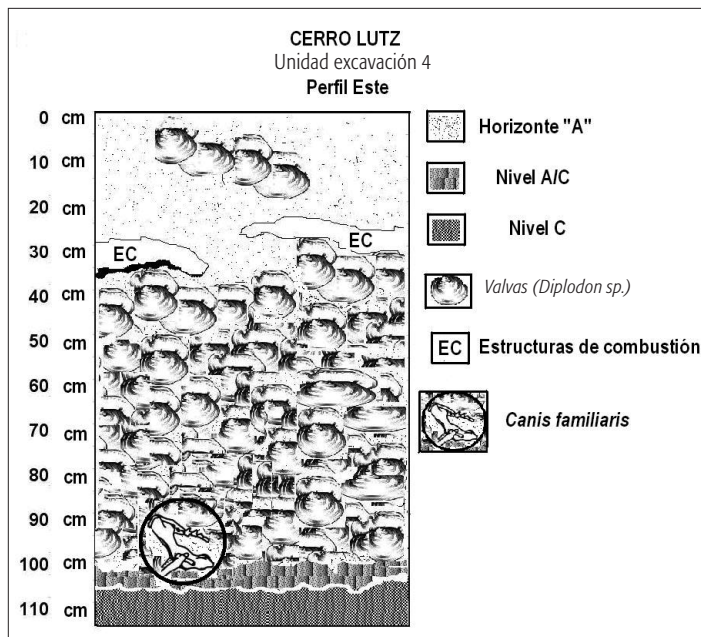 CERRO LUTZ
Unidad excavación 4
Perfil Este
0 cm
10 cm
20 cm
30 cm
40 cm
50 cm
60 cm
70 cm
80 cm
90 cm
100 cm
110 cm
EC
EC
Horizonte "A"
Nivel A/C
Nivel C
Valvas (Diplodon sp.)
EC Estructuras de combustión
Canis familiaris